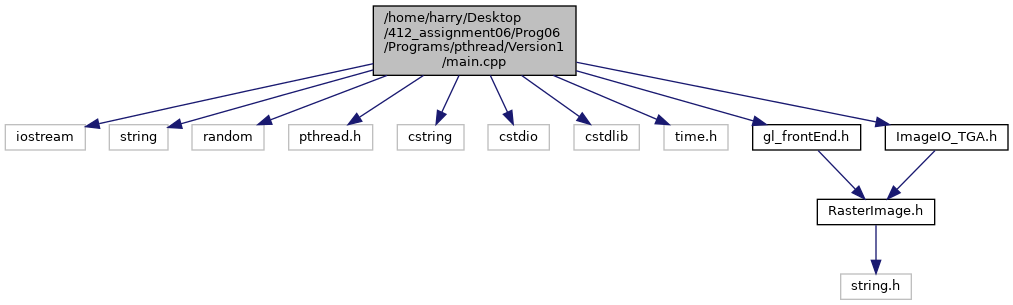 /home/harry/Desktop
/412_assignment06/Prog06
/Programs/pthread/Version1
/main.cpp
iostream
string
random
pthread.h
cstring
cstdio
cstdlib
time.h
gl_frontEnd.h
ImageIO_TGA.h
RasterImage.h
string.h